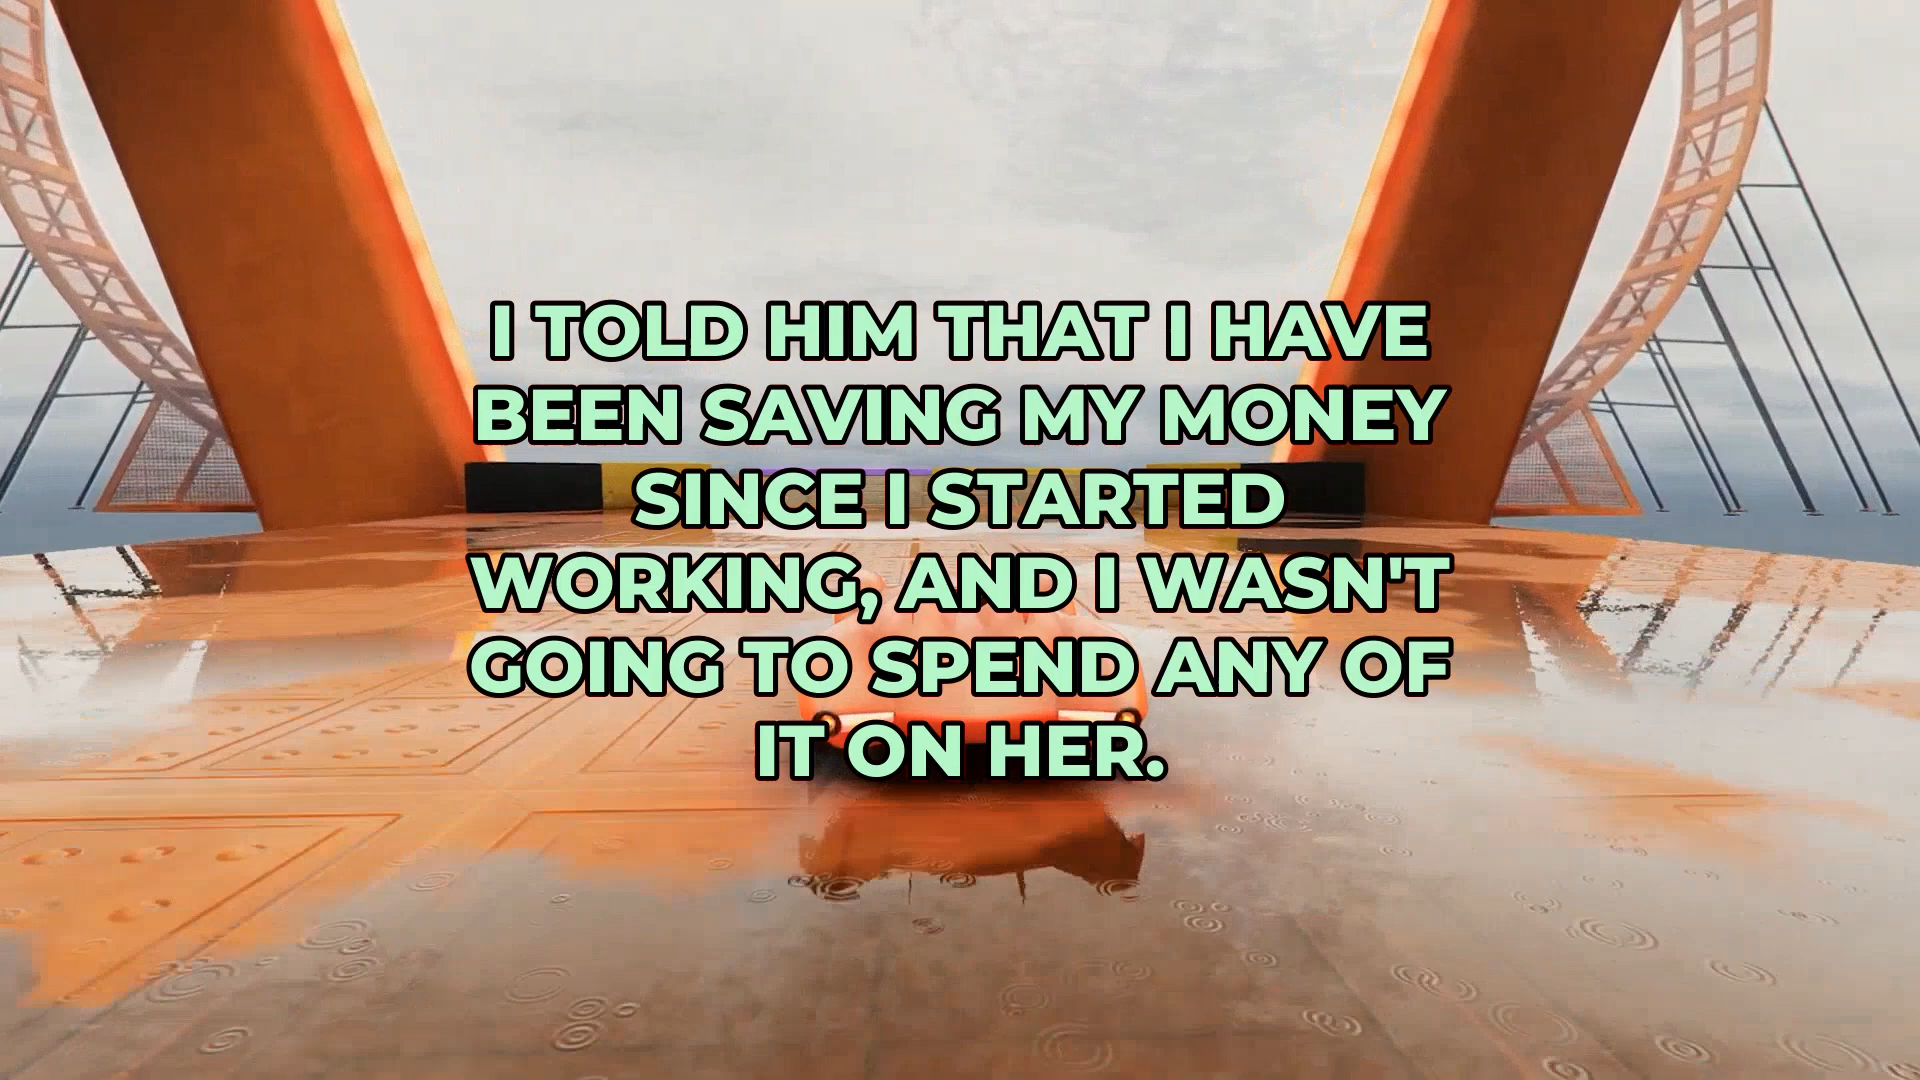 I TOLD HIM THAT I HAVE
BEEN SAVING MY MONEY
SINCE I STARTED
WORKING, AND I WASN'T
GOING TO SPEND ANY OF
IT ON HER.